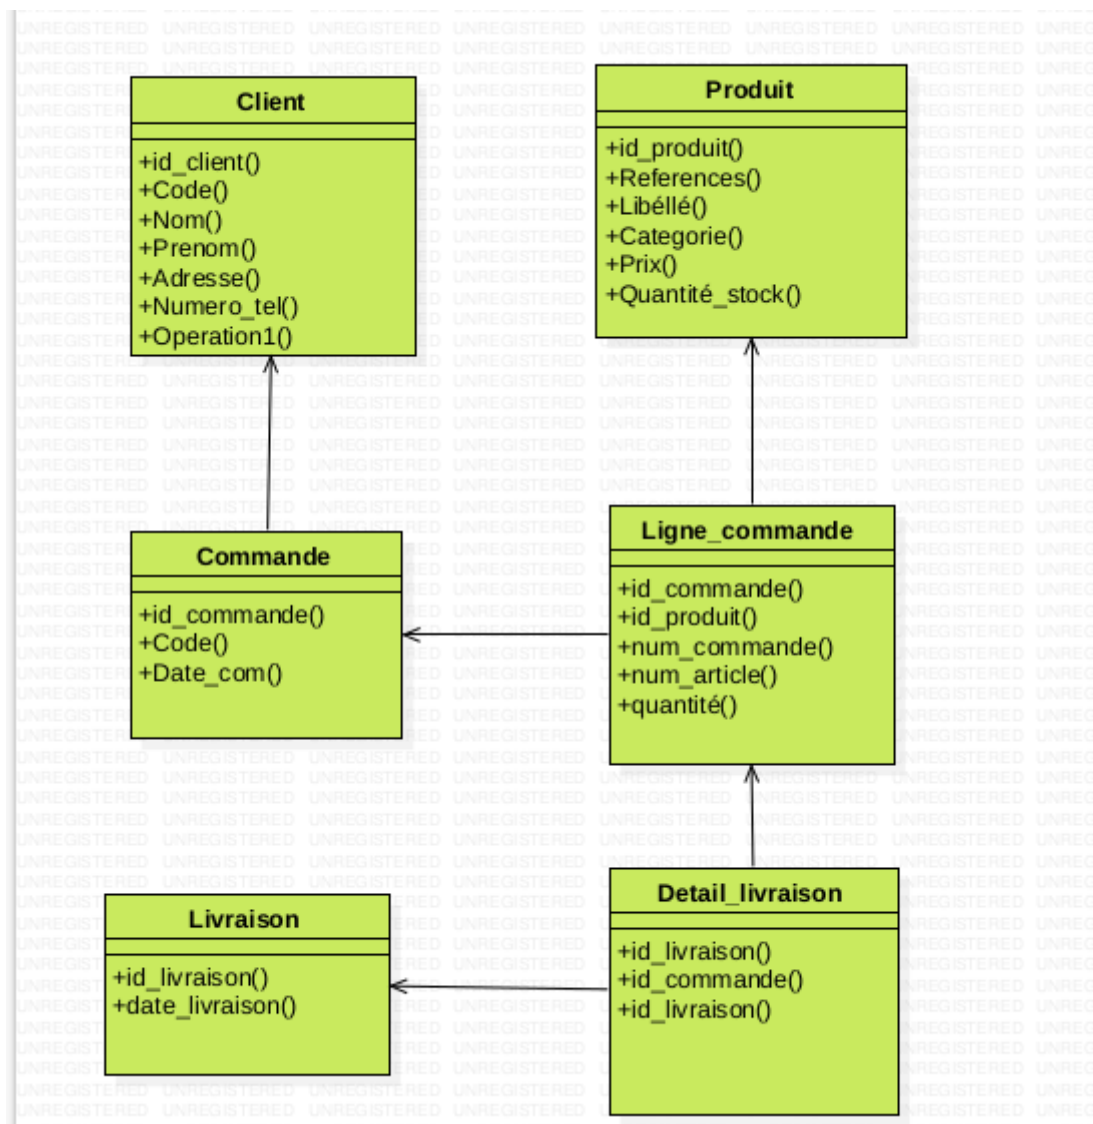 Client
+id_client()
+Code()
+Nom()
+Prenom()
+Adresse()
+Numero_tel()
+Operation1()
Produit
+id_produit()
+References()
+Libéllé()
+Categorie()
+Prix()
+Quantité_stock()
Commande
+id_commande()
+Code()
+Date_com()
Ligne_commande
+id_commande()
+id_produit()
+num_commande()
+num_article()
+quantité()
Livraison
+id_livraison()
+date_livraison()
Detail_livraison
+id_livraison()
+id_commande()
+id_livraison()
UNREGISTERED